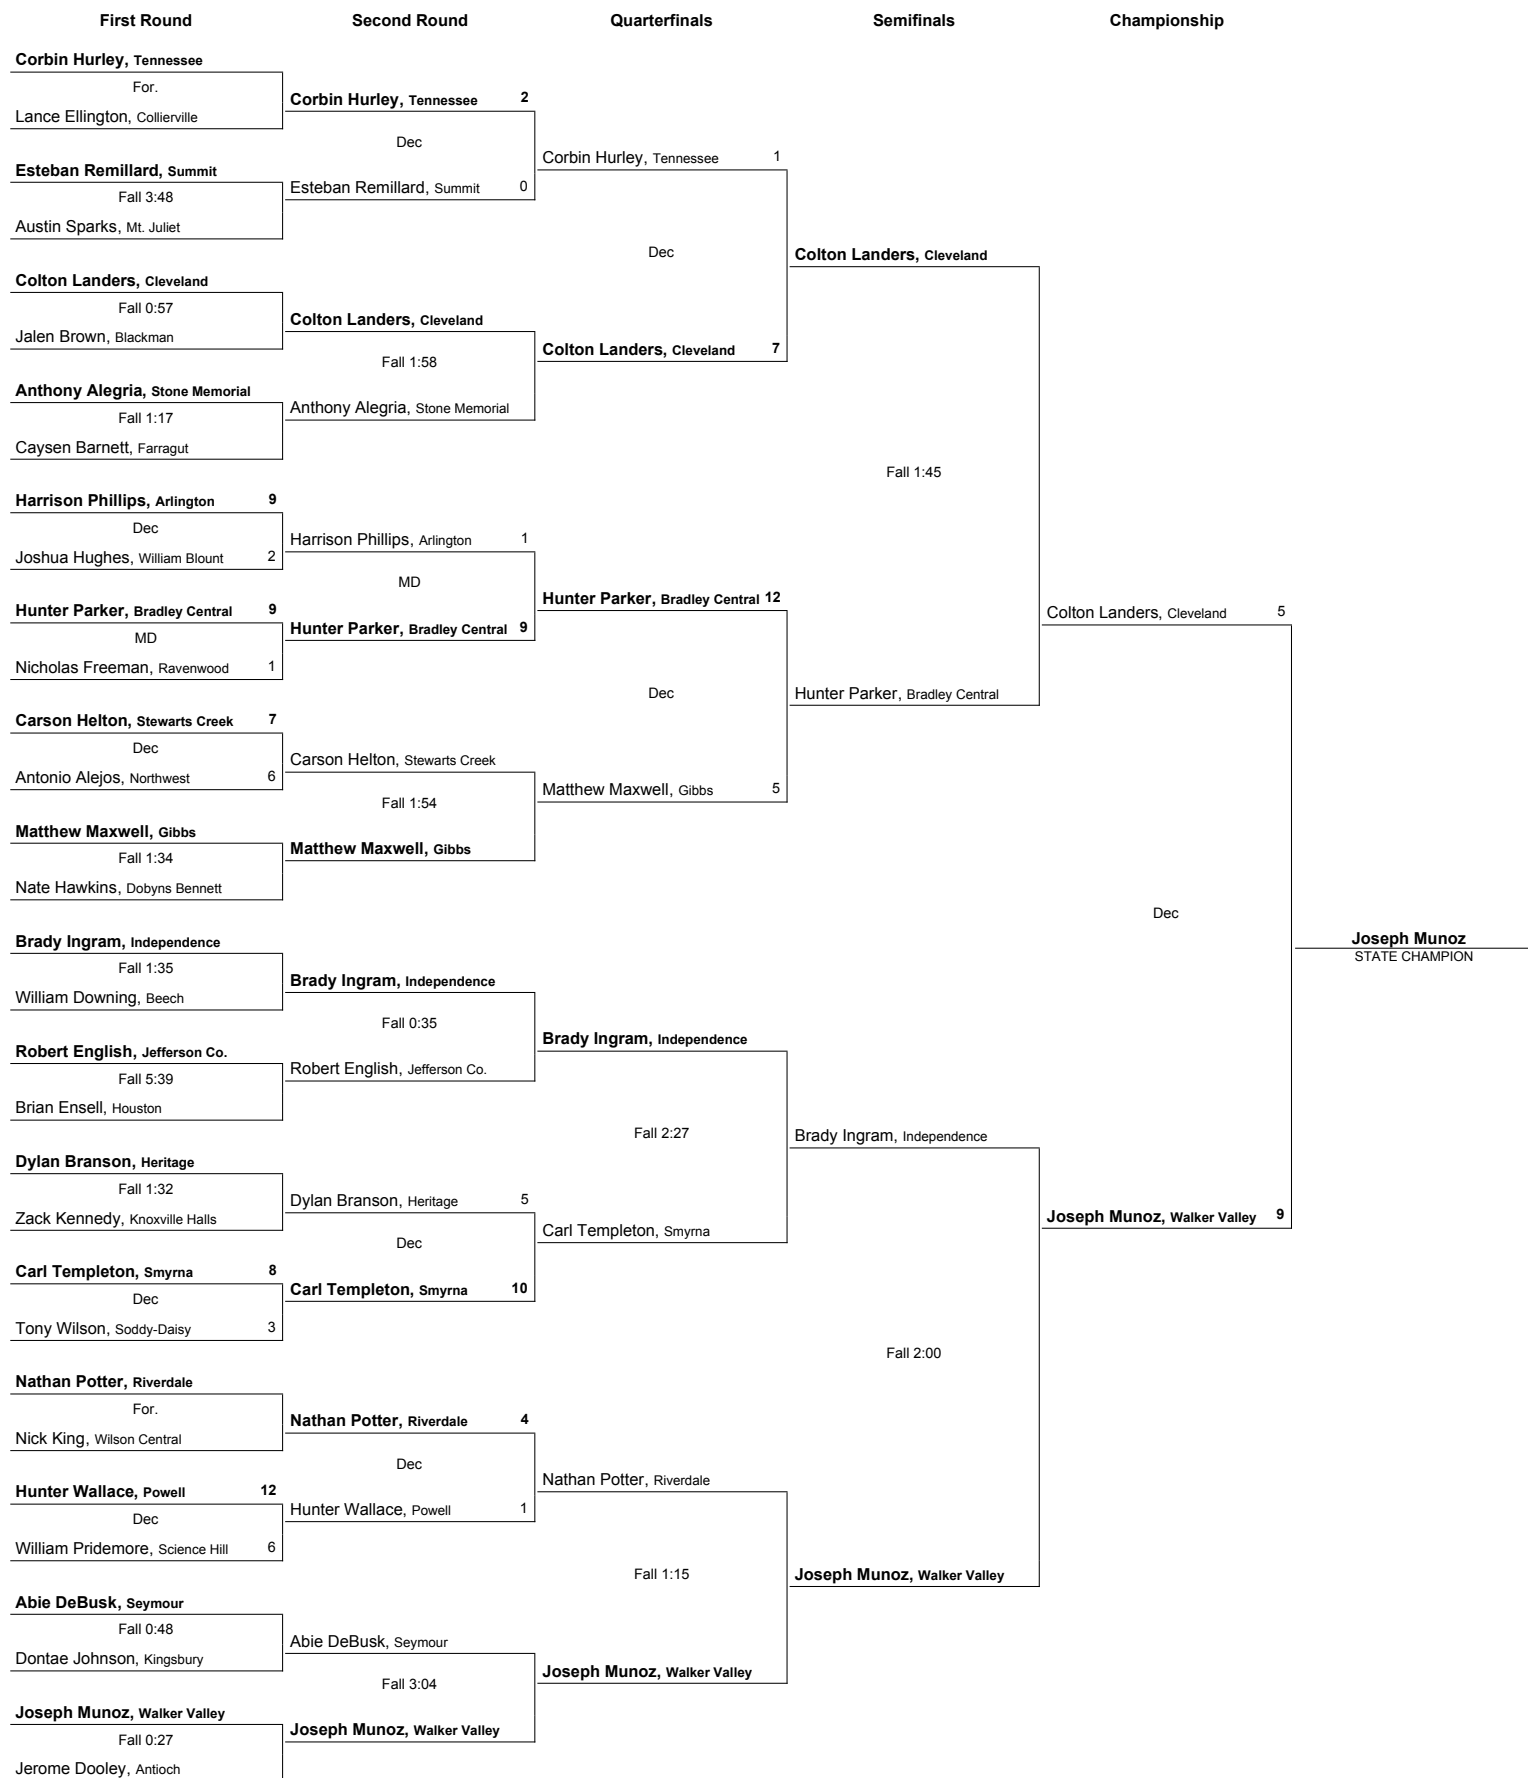 First Round
Second Round
Quarterfinals
Semifinals
Championship
Corbin Hurley, Tennessee
For.
Lance Ellington, Collierville
Esteban Remillard, Summit
Fall 3:48
Austin Sparks, Mt. Juliet
Colton Landers, Cleveland
Fall 0:57
Jalen Brown, Blackman
Anthony Alegria, Stone Memorial
Fall 1:17
Caysen Barnett, Farragut
Harrison Phillips, Arlington 9
Dec
Joshua Hughes, William Blount 2
Hunter Parker, Bradley Central 9
MD
Nicholas Freeman, Ravenwood 1
Carson Helton, Stewarts Creek 7
Dec
Antonio Alejos, Northwest 6
Matthew Maxwell, Gibbs
Fall 1:34
Nate Hawkins, Dobyns Bennett
Brady Ingram, Independence
Fall 1:35
William Downing, Beech
Robert English, Jefferson Co.
Fall 5:39
Brian Ensell, Houston
Dylan Branson, Heritage
Fall 1:32
Zack Kennedy, Knoxville Halls
Carl Templeton, Smyrna 8
Dec
Tony Wilson, Soddy-Daisy 3
Nathan Potter, Riverdale
For.
Nick King, Wilson Central
Hunter Wallace, Powell 12
Dec
William Pridemore, Science Hill 6
Abie DeBusk, Seymour
Fall 0:48
Dontae Johnson, Kingsbury
Joseph Munoz, Walker Valley
Fall 0:27
Jerome Dooley, Antioch
Corbin Hurley, Tennessee 2
Dec
Esteban Remillard, Summit 0
Colton Landers, Cleveland
Fall 1:58
Anthony Alegria, Stone Memorial
Harrison Phillips, Arlington 1
MD
Hunter Parker, Bradley Central 9
Carson Helton, Stewarts Creek
Fall 1:54
Matthew Maxwell, Gibbs
Brady Ingram, Independence
Fall 0:35
Robert English, Jefferson Co.
Dylan Branson, Heritage 5
Dec
Carl Templeton, Smyrna 10
Nathan Potter, Riverdale 4
Dec
Hunter Wallace, Powell 1
Abie DeBusk, Seymour
Fall 3:04
Joseph Munoz, Walker Valley
Corbin Hurley, Tennessee 1
Dec
Colton Landers, Cleveland 7
Hunter Parker, Bradley Central 12
Dec
Matthew Maxwell, Gibbs 5
Brady Ingram, Independence
Fall 2:27
Carl Templeton, Smyrna
Nathan Potter, Riverdale
Fall 1:15
Joseph Munoz, Walker Valley
Colton Landers, Cleveland
Fall 1:45
Hunter Parker, Bradley Central
Brady Ingram, Independence
Fall 2:00
Joseph Munoz, Walker Valley
Colton Landers, Cleveland 5
Dec
Joseph Munoz, Walker Valley 9
Joseph Munoz
STATE CHAMPION